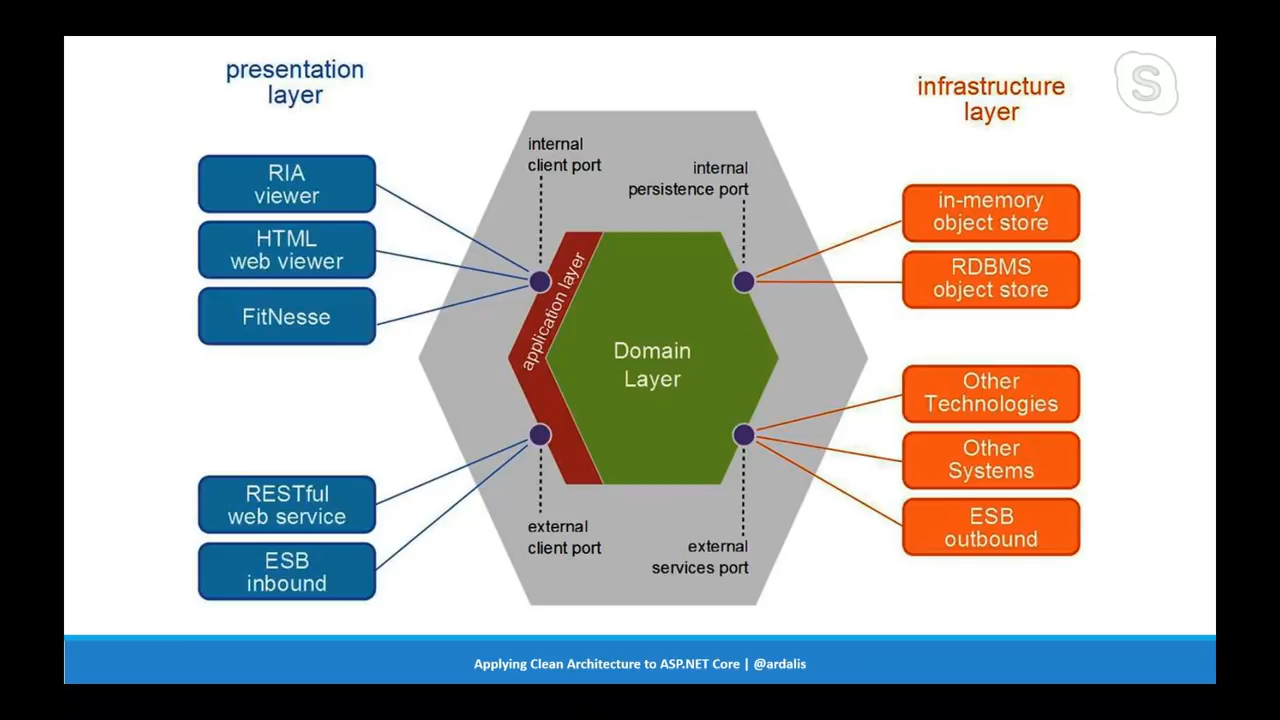 presentation
layer
RIA
viewer
HTML
web viewer
FitNesse
RESTful
web service
ESB
inbound
internal
client port
internal
persistence port
application layer
Domain
Layer
external
client port
external
services port
infrastructure
layer
in-memory
object store
RDBMS
object store
Other
Technologies
Other
Systems
ESB
outbound
S
Applying Clean Architecture to ASP.NET Core | @ardalis